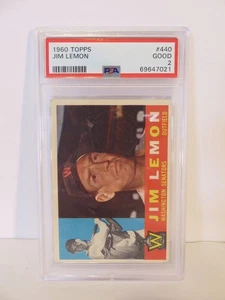 1960 TOPPS #440
JIM LEMON GOOD
2
PSA 69647021
JIM LEMON
WASHINGTON SENATORS OUTFIELD
W